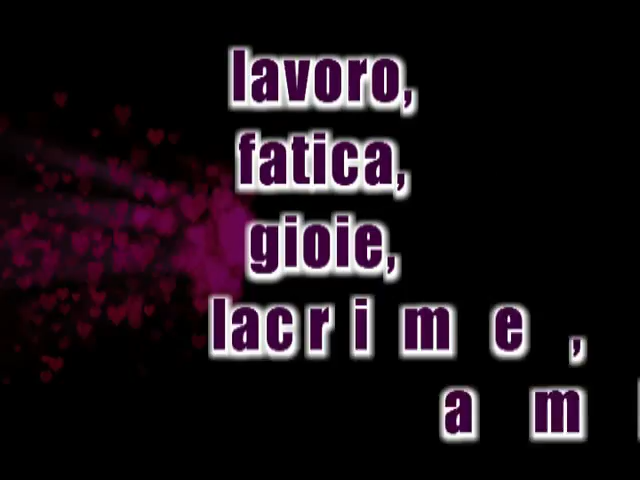 lavoro,
fatica,
gioie,
lacrime,
a m